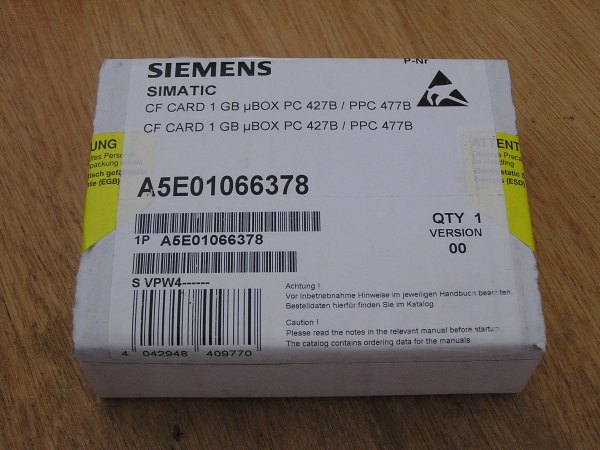 P-Nr
SIEMENS
SIMATIC
CF CARD 1 GB µBOX PC 427B / PPC 477B
CF CARD 1 GB µBOX PC 427B / PPC 477B
UNG
ATTENT
A5E01066378
1P A5E01066378
QTY 1
VERSION
00
S VPW4------
Achtung !
Vor Inbetriebnahme Hinweise im jeweiligen Handbuch beachten.
Bestelldaten hierfür finden Sie im Katalog.
Caution !
Please read the notes in the relevant manual before startup.
The catalog contains ordering data for the manuals
4 042948 409770